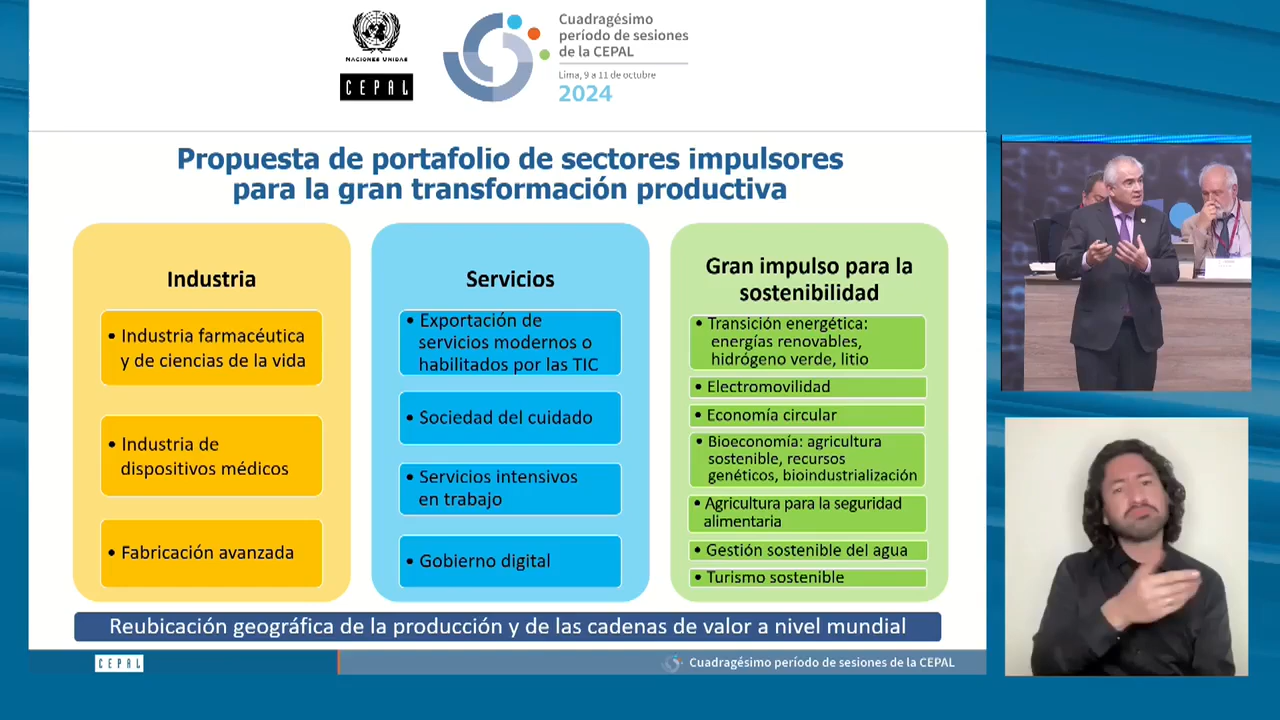 NACIONES UNIDAS
CEPAL
Cuadragésimo
período de sesiones
de la CEPAL
Lima, 9 a 11 de octubre
2024
Propuesta de portafolio de sectores impulsores
para la gran transformación productiva
Industria
• Industria farmacéutica
y de ciencias de la vida
• Industria de
dispositivos médicos
• Fabricación avanzada
Servicios
• Exportación de
servicios modernos o
habilitados por las TIC
• Sociedad del cuidado
• Servicios intensivos
en trabajo
• Gobierno digital
Gran impulso para la
sostenibilidad
• Transición energética:
energías renovables,
hidrógeno verde, litio
• Electromovilidad
• Economía circular
• Bioeconomía: agricultura
sostenible, recursos
genéticos, bioindustrialización
• Agricultura para la seguridad
alimentaria
• Gestión sostenible del agua
• Turismo sostenible
Reubicación geográfica de la producción y de las cadenas de valor a nivel mundial
CEPAL
Cuadragésimo período de sesiones de la CEPAL